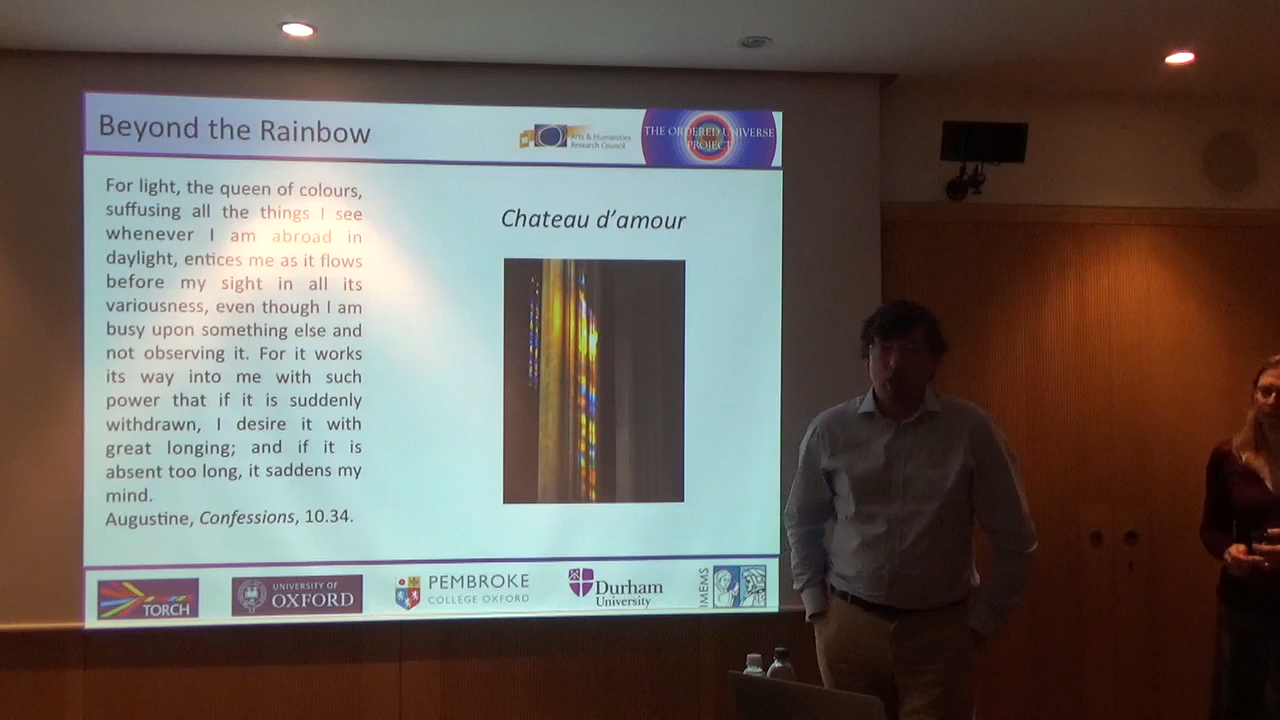 Beyond the Rainbow
Arts & Humanities
Research Council
THE ORDERED UNIVERSE
PROJECT
For light, the queen of colours,
suffusing all the things I see
whenever I am abroad in
daylight, entices me as it flows
before my sight in all its
variousness, even though I am
busy upon something else and
not observing it. For it works
its way into me with such
power that if it is suddenly
withdrawn, I desire it with
great longing; and if it is
absent too long, it saddens my
mind.
Augustine, Confessions, 10.34.
Chateau d’amour
TORCH
UNIVERSITY OF
OXFORD
PEMBROKE
COLLEGE OXFORD
Durham
University
IMEMS